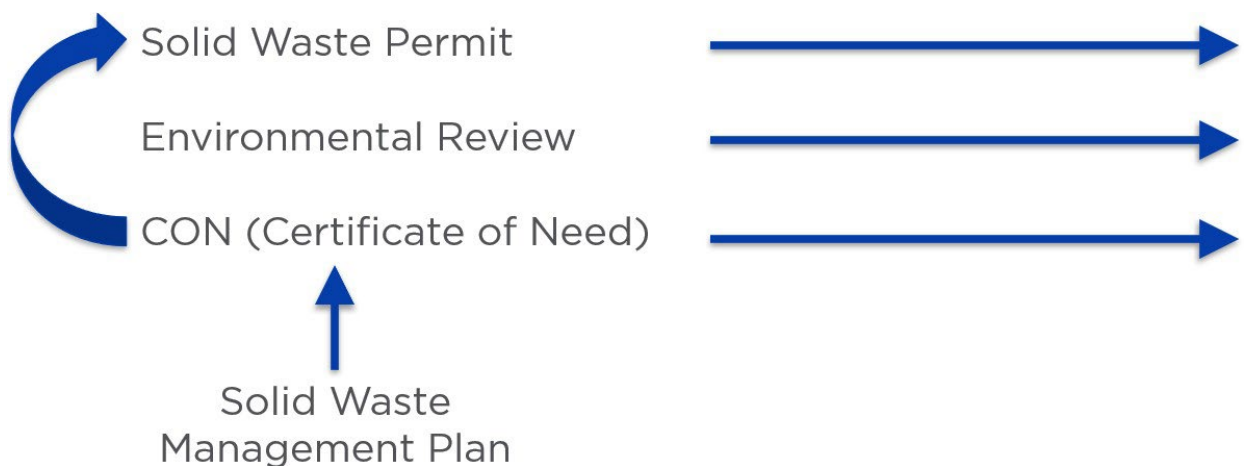 Solid Waste Permit
Environmental Review
CON (Certificate of Need)
Solid Waste
Management Plan